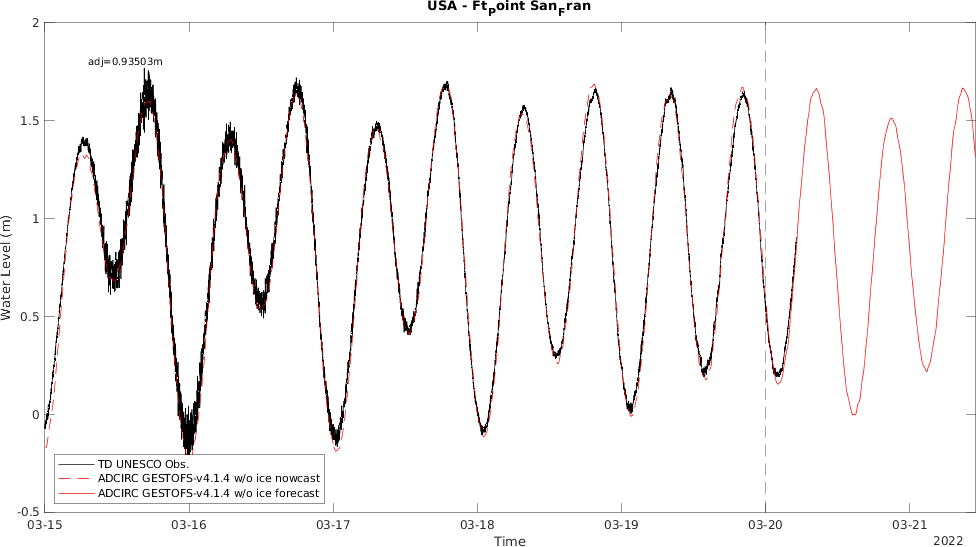 USA - FtPoint SanFran
adj=0.93503m
Water Level (m)
2
1.5
1
0.5
0
-0.5
TD UNESCO Obs.
ADCIRC GESTOFS-v4.1.4 w/o ice nowcast
ADCIRC GESTOFS-v4.1.4 w/o ice forecast
03-15 03-16 03-17 03-18 03-19 03-20 03-21
Time
2022